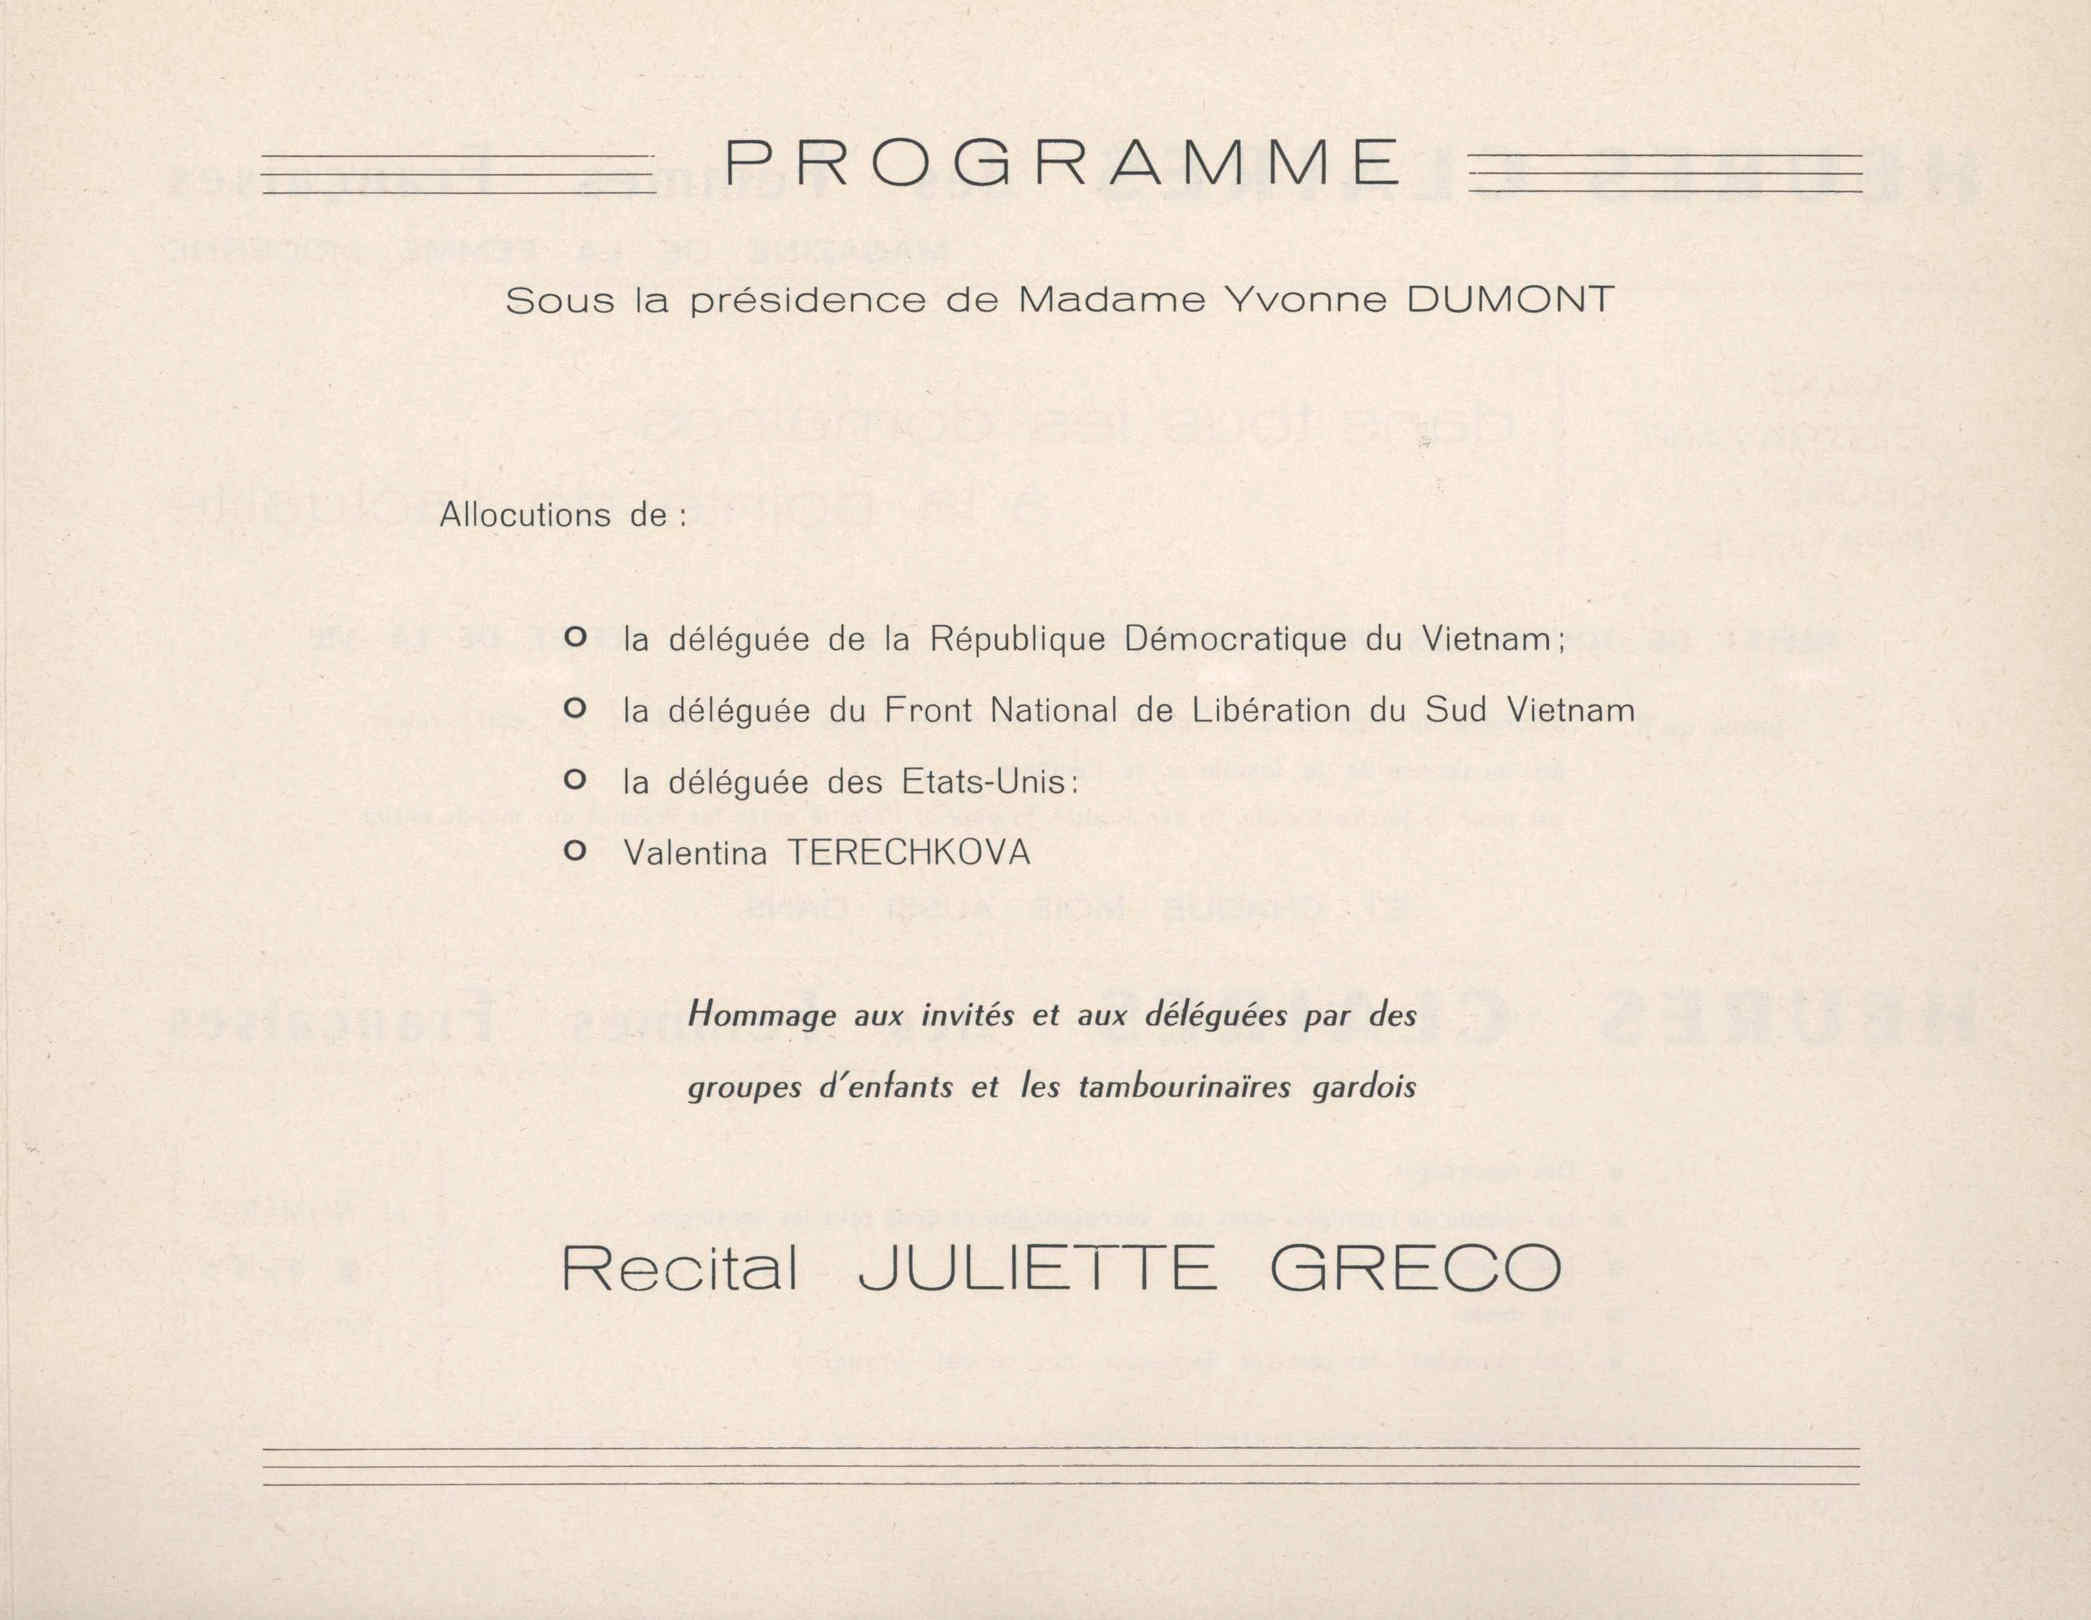 PROGRAMME
Sous la présidence de Madame Yvonne DUMONT
Allocutions de :
o la déléguée de la République Démocratique du Vietnam;
o la déléguée du Front National de Libération du Sud Vietnam
o la déléguée des Etats-Unis:
o Valentina TERECHKOVA
Hommage aux invités et aux déléguées par des
groupes d'enfants et les tambourinaïres gardois
Recital JULIETTE GRECO